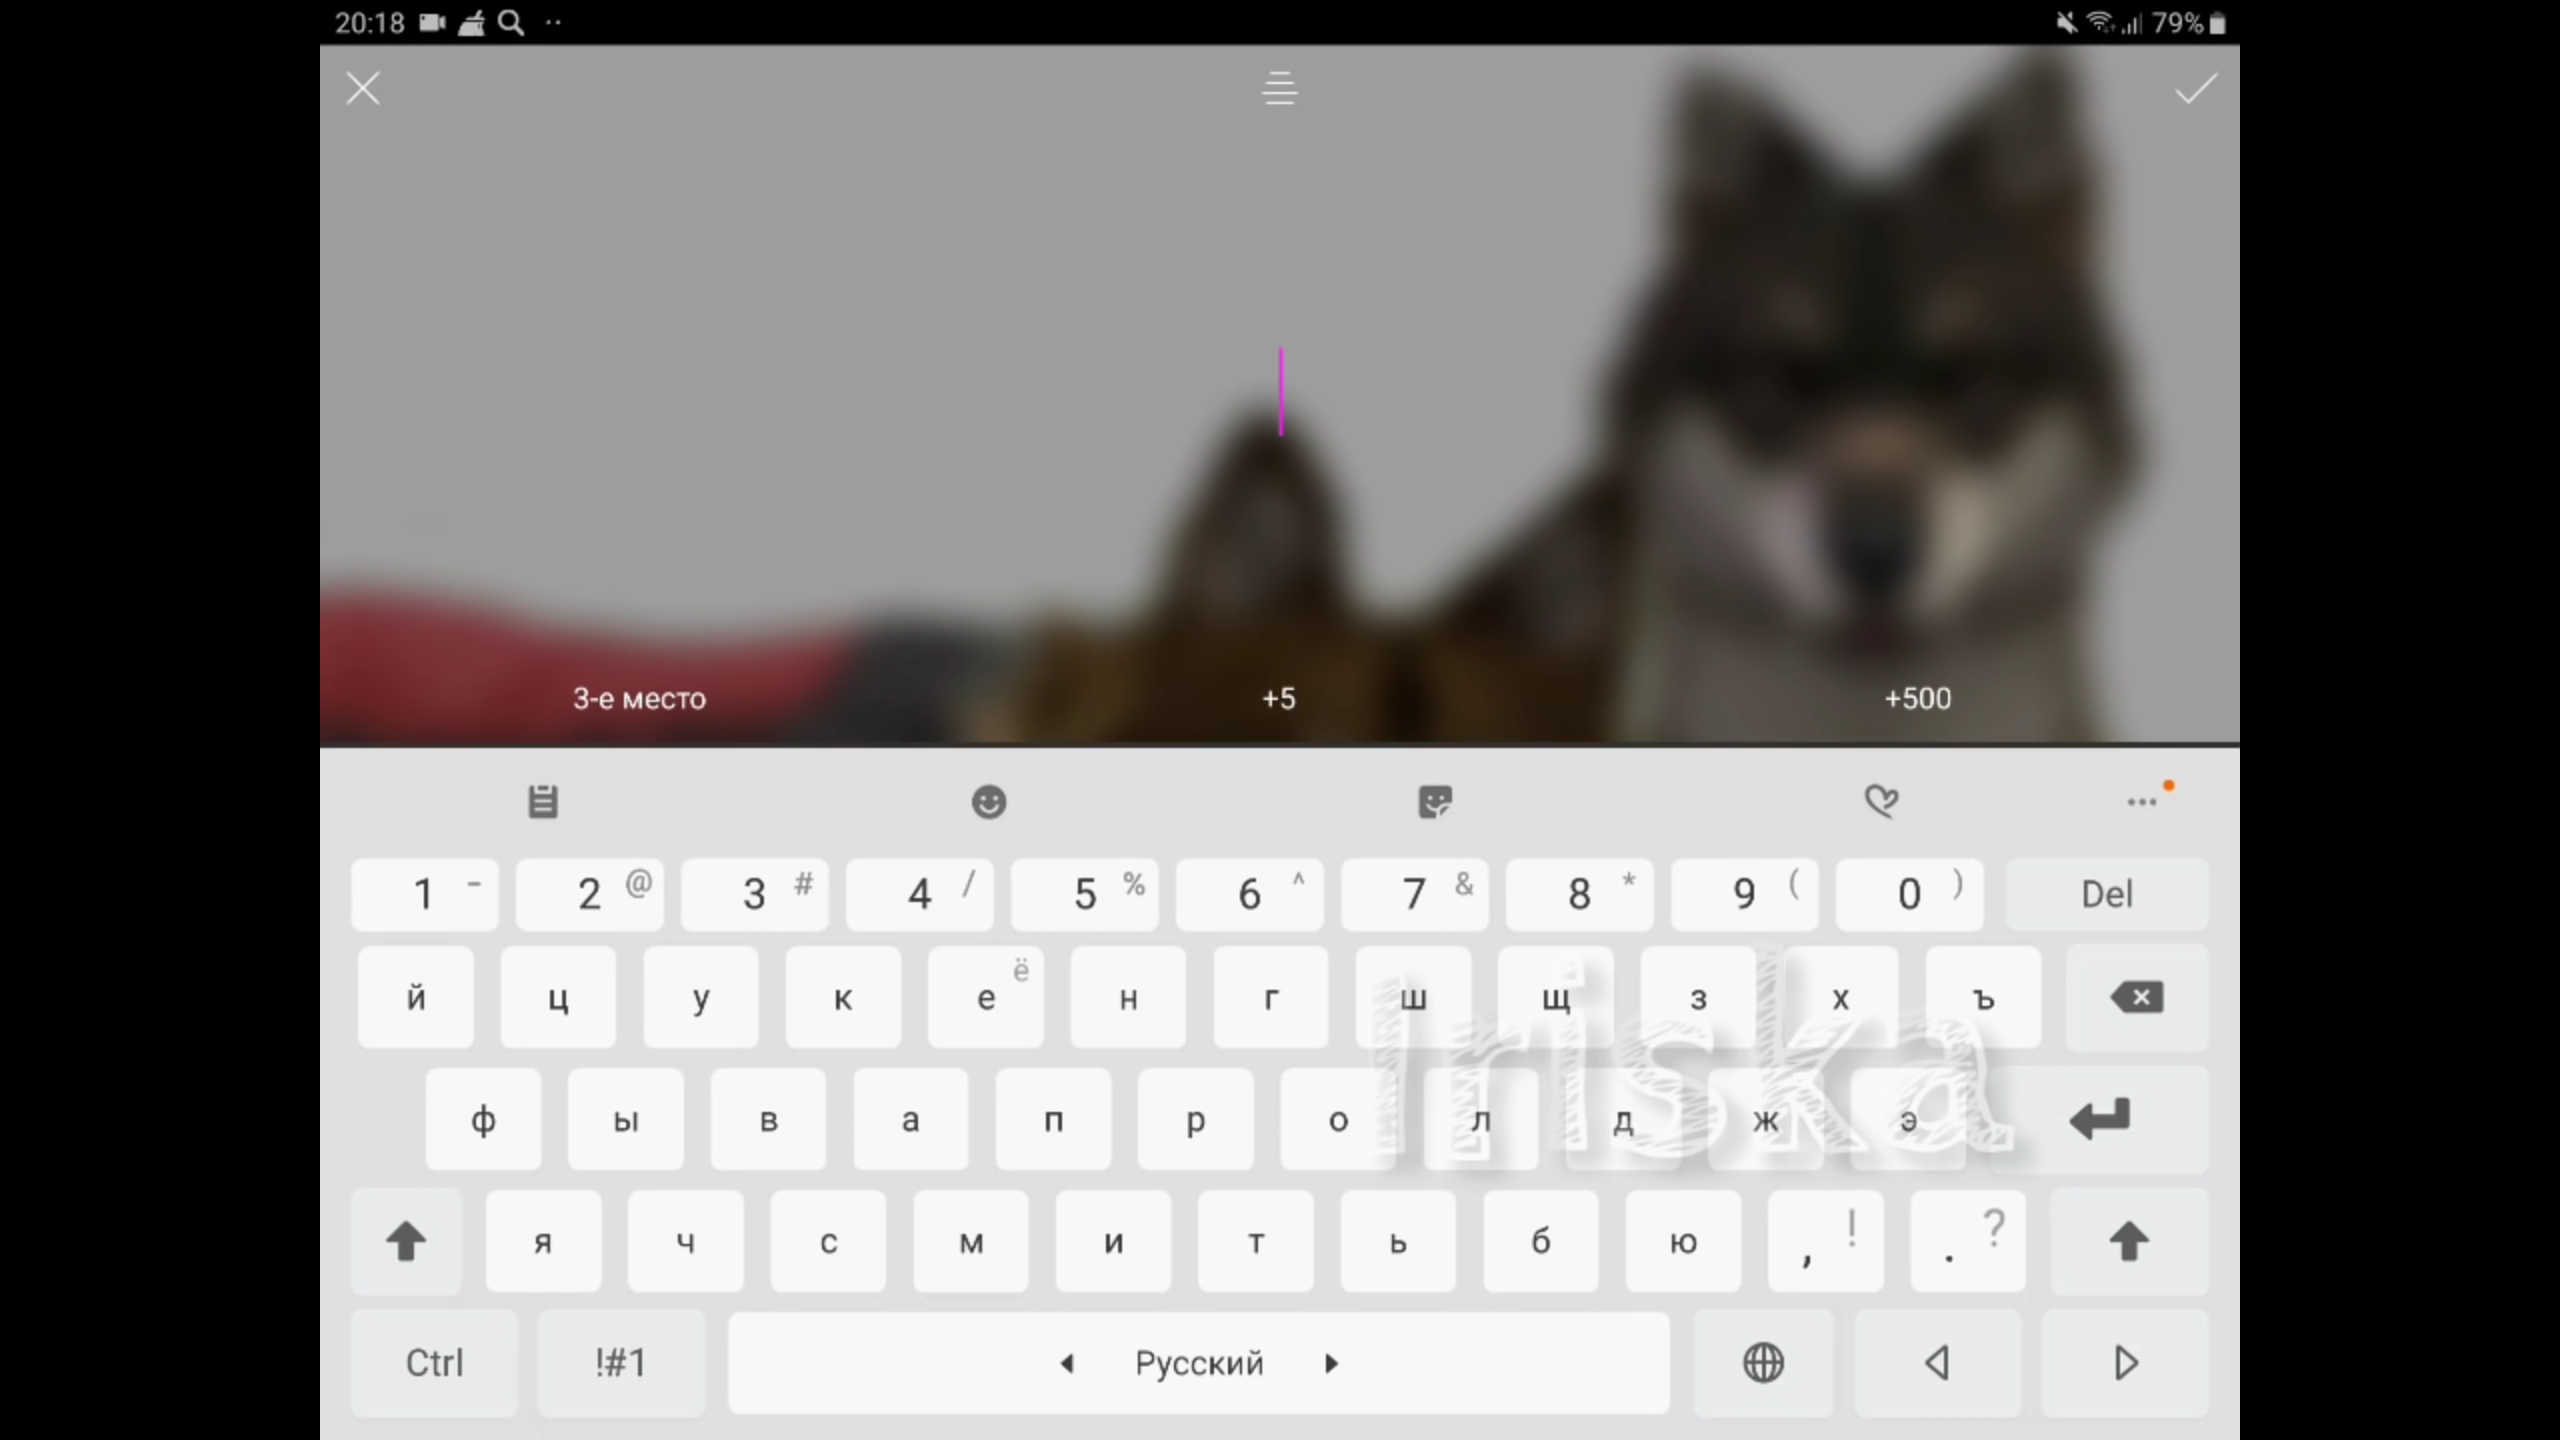 20:18 79%
3-е место +5 +500
1 - 2 @ 3 # 4 / 5 % 6 ^ 7 & 8 * 9 ( 0 ) Del
й ц у к е ё н г ш щ з х ъ
Iriska
ф ы в а п р о л д ж э
я ч с м и т ь б ю , ! . ?
Ctrl !#1 Русский